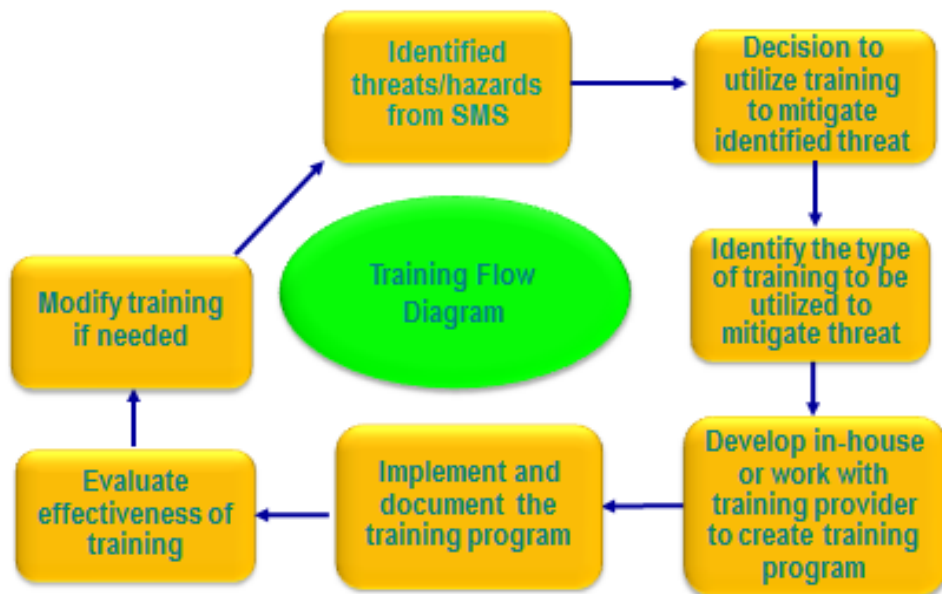 Identified
threats/hazards
from SMS
Decision to
utilize training
to mitigate
identified threat
Identify the type
of training to be
utilized to
mitigate threat
Develop in-house
or work with
training provider
to create training
program
Implement and
document the
training program
Evaluate
effectiveness of
training
Modify training
if needed
Training Flow
Diagram